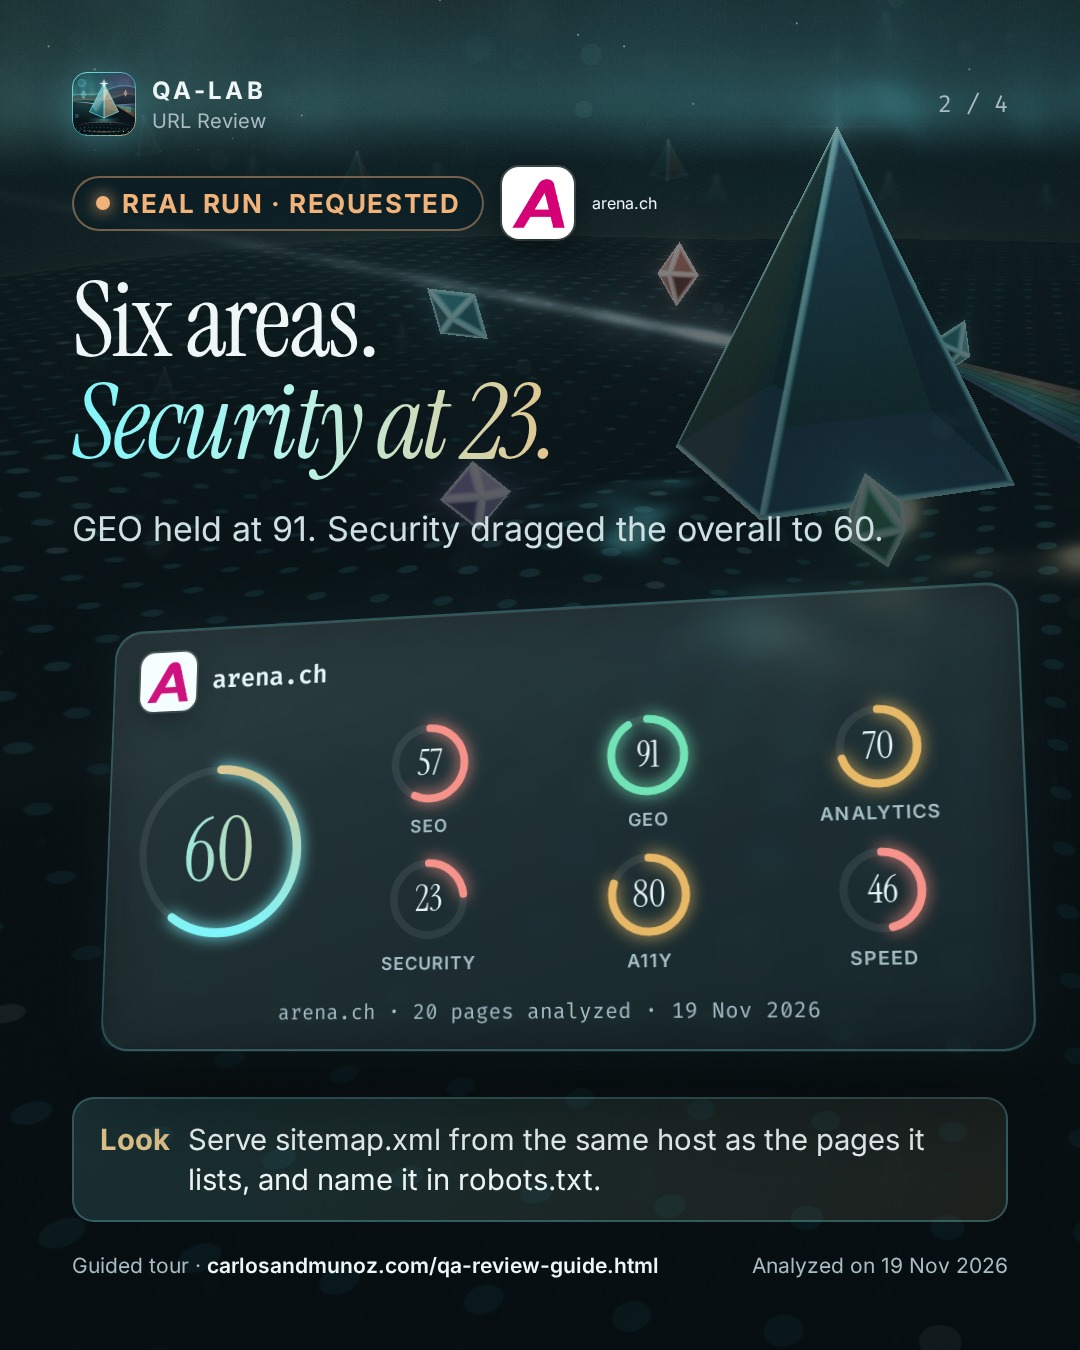 QA-LAB
URL Review
2 / 4
REAL RUN · REQUESTED
A
arena.ch
Six areas.
Security at 23.
GEO held at 91. Security dragged the overall to 60.
A
arena.ch
60
57
SEO
91
GEO
70
ANALYTICS
23
SECURITY
80
A11Y
46
SPEED
arena.ch · 20 pages analyzed · 19 Nov 2026
Look Serve sitemap.xml from the same host as the pages it
lists, and name it in robots.txt.
Guided tour · carlosandmunoz.com/qa-review-guide.html
Analyzed on 19 Nov 2026